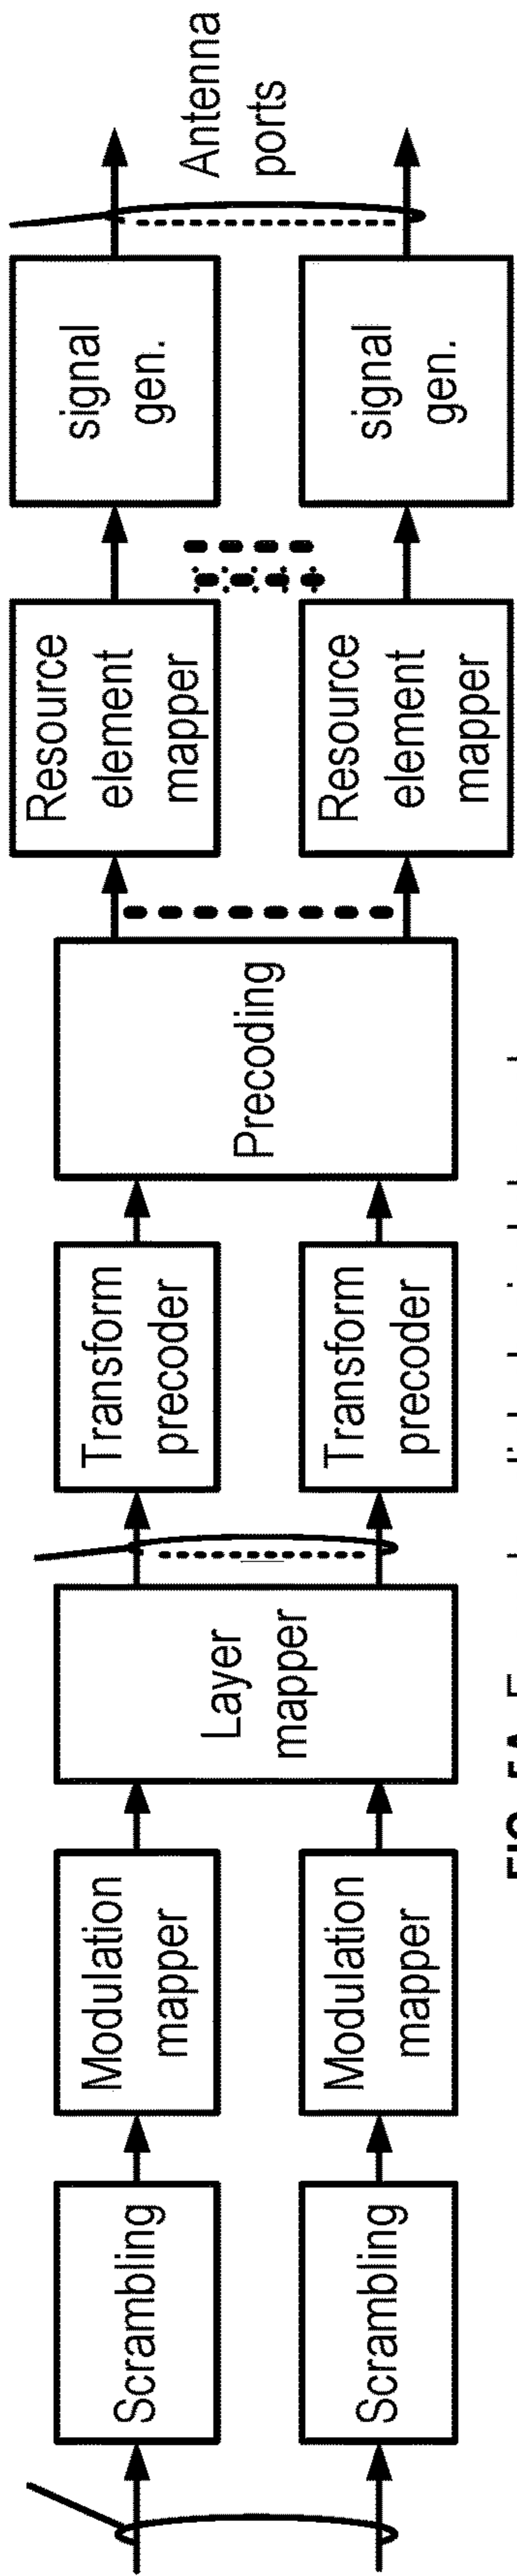 Scrambling
Scrambling
Modulation
mapper
Modulation
mapper
Layer
mapper
Transform
precoder
Transform
precoder
Precoding
Resource
element
mapper
Resource
element
mapper
signal
gen.
signal
gen.
Antenna
ports